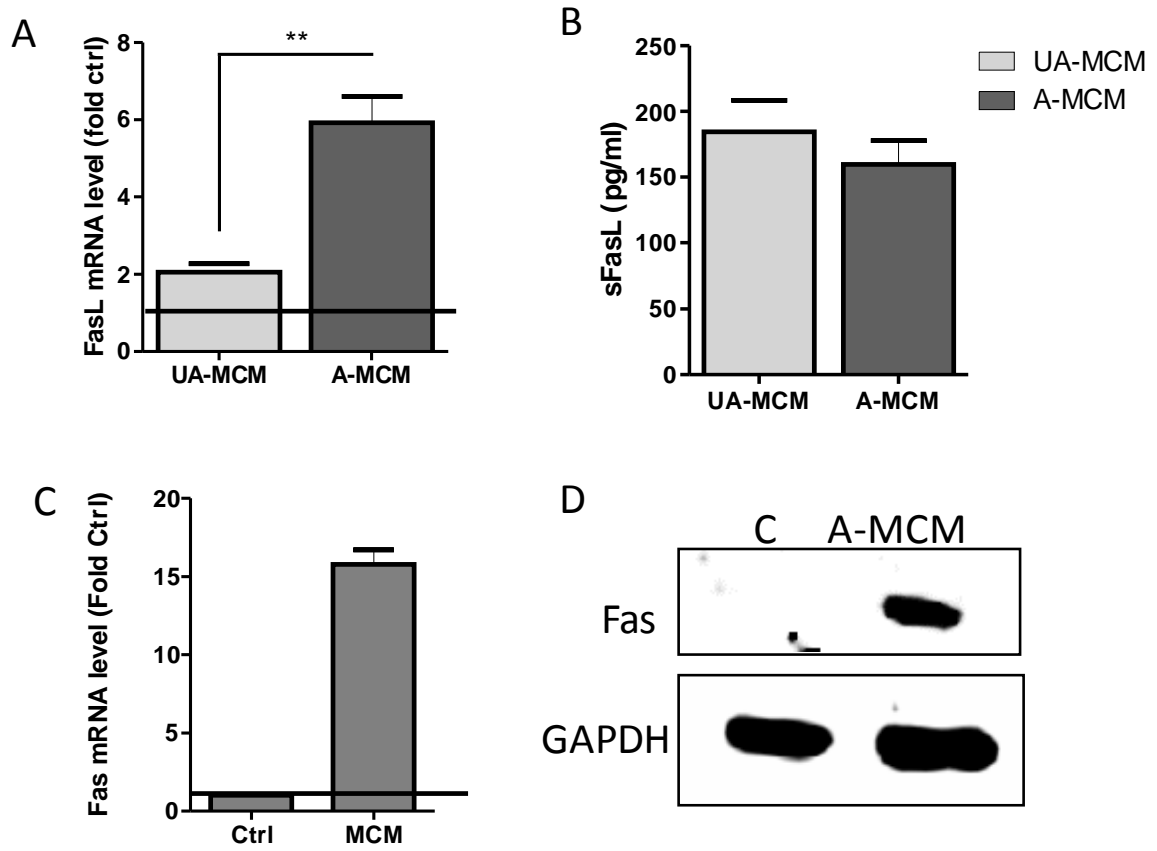 A
FasL mRNA level (fold ctrl)
8
6
4
2
0
**
UA-MCM A-MCM
B
sFasL (pg/ml)
250
200
150
100
50
0
UA-MCM A-MCM
UA-MCM
A-MCM
C
Fas mRNA level (Fold Ctrl)
20
15
10
5
0
Ctrl MCM
D
C A-MCM
Fas
GAPDH